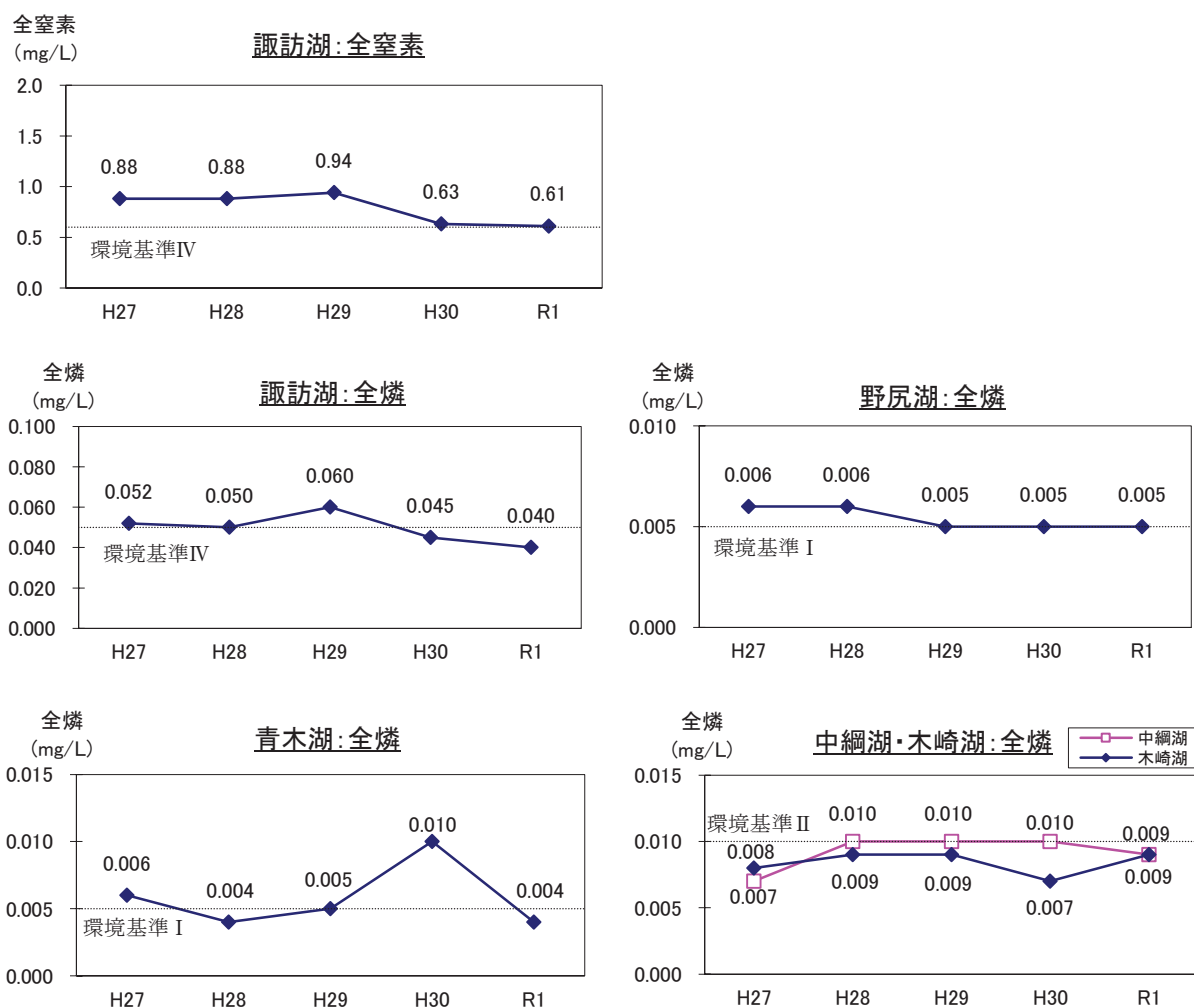 全窒素
(mg/L)
諏訪湖:全窒素
2.0
1.5
1.0
0.5
0.0
0.88
0.88
0.94
0.63
0.61
環境基準Ⅳ
H27
H28
H29
H30
R1
全燐
(mg/L)
諏訪湖:全燐
0.100
0.080
0.060
0.040
0.020
0.000
0.052
0.050
0.060
0.045
0.040
環境基準Ⅳ
H27
H28
H29
H30
R1
全燐
(mg/L)
野尻湖:全燐
0.010
0.005
0.000
0.006
0.006
0.005
0.005
0.005
環境基準Ⅰ
H27
H28
H29
H30
R1
全燐
(mg/L)
青木湖:全燐
0.015
0.010
0.005
0.000
0.006
0.004
0.005
0.010
0.004
環境基準Ⅰ
H27
H28
H29
H30
R1
全燐
(mg/L)
中綱湖・木崎湖:全燐
中綱湖
木崎湖
0.015
0.010
0.005
0.000
環境基準Ⅱ
0.010
0.010
0.010
0.009
0.008
0.007
0.009
0.009
0.007
0.009
H27
H28
H29
H30
R1